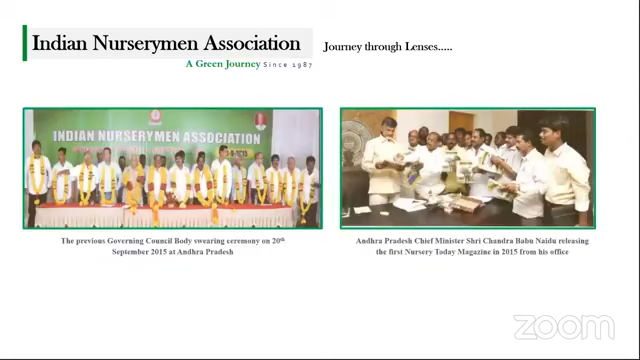 Indian Nurserymen Association
Journey through Lenses.....
A Green Journey Since 1987
INDIAN NURSERYMEN ASSOCIATION
The previous Governing Council Body swearing ceremony on 20th
September 2015 at Andhra Pradesh
Andhra Pradesh Chief Minister Shri Chandra Babu Naidu releasing
the first Nursery Today Magazine in 2015 from his office
zoom